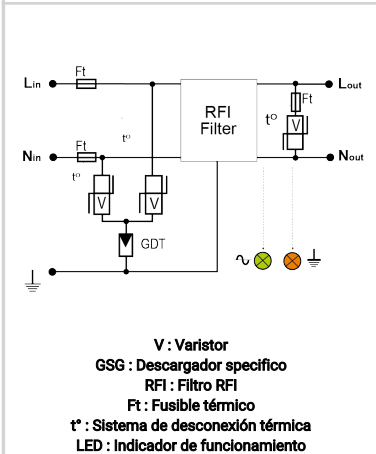 Ft
Lin
Lout
RFI
Filter
Ft
t°
V
Ft
t°
Nin
Nout
t°
V
V
GDT
V : Varistor
GSG : Descargador specifico
RFI : Filtro RFI
Ft : Fusible térmico
t° : Sistema de desconexión térmica
LED : Indicador de funcionamiento